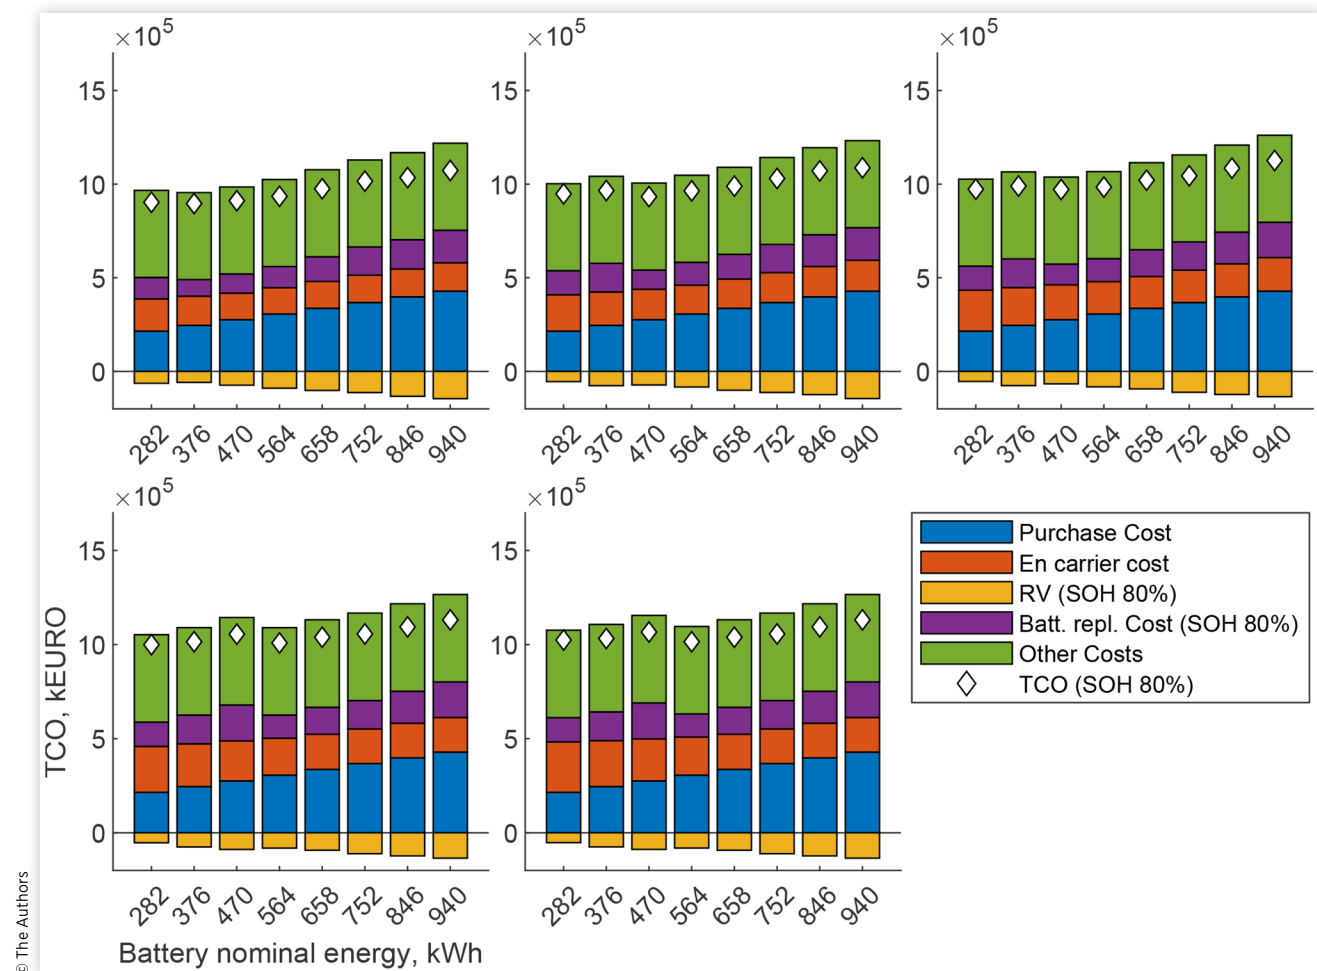 ×10⁵
15
10
5
0
282 376 470 564 658 752 846 940
×10⁵
15
10
5
0
282 376 470 564 658 752 846 940
×10⁵
15
10
5
0
282 376 470 564 658 752 846 940
×10⁵
15
10
5
0
282 376 470 564 658 752 846 940
TCO, kEURO
Battery nominal energy, kWh
×10⁵
15
10
5
0
282 376 470 564 658 752 846 940
Purchase Cost
En carrier cost
RV (SOH 80%)
Batt. repl. Cost (SOH 80%)
Other Costs
TCO (SOH 80%)
© The Authors